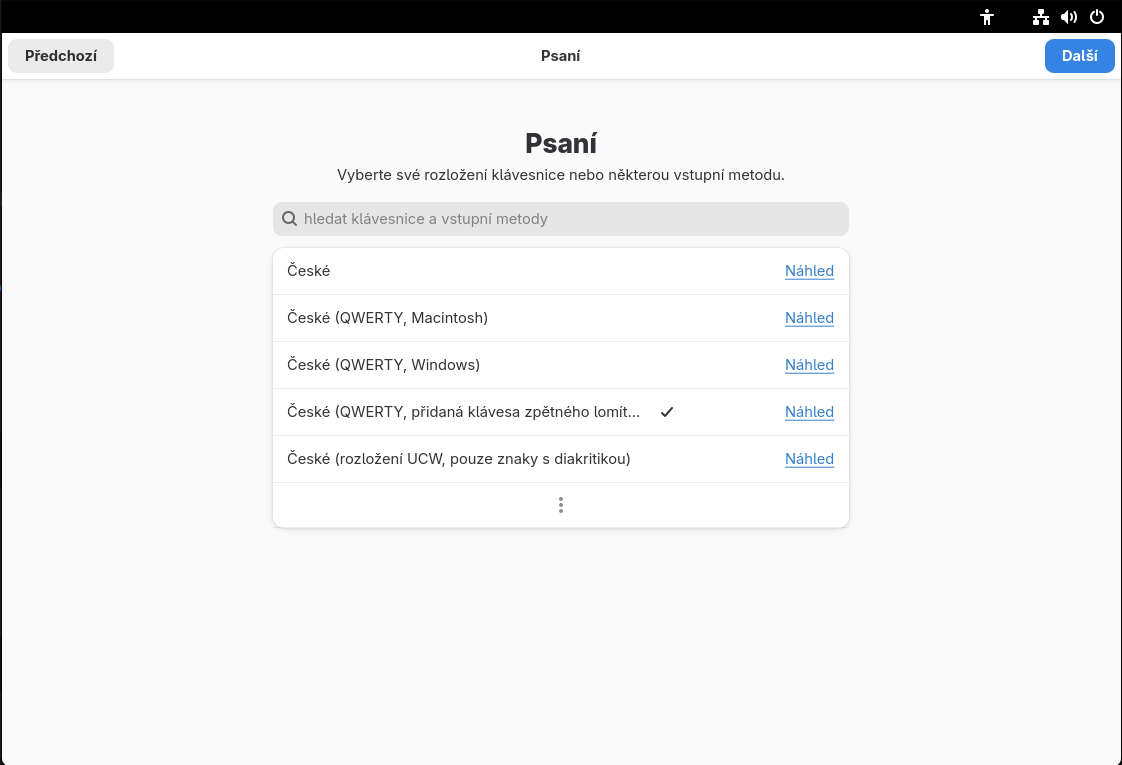 Předchozí
Psaní
Další
Psaní
Vyberte své rozložení klávesnice nebo některou vstupní metodu.
hledat klávesnice a vstupní metody
České
Náhled
České (QWERTY, Macintosh)
Náhled
České (QWERTY, Windows)
Náhled
České (QWERTY, přidaná klávesa zpětného lomít...
Náhled
České (rozložení UCW, pouze znaky s diakritikou)
Náhled